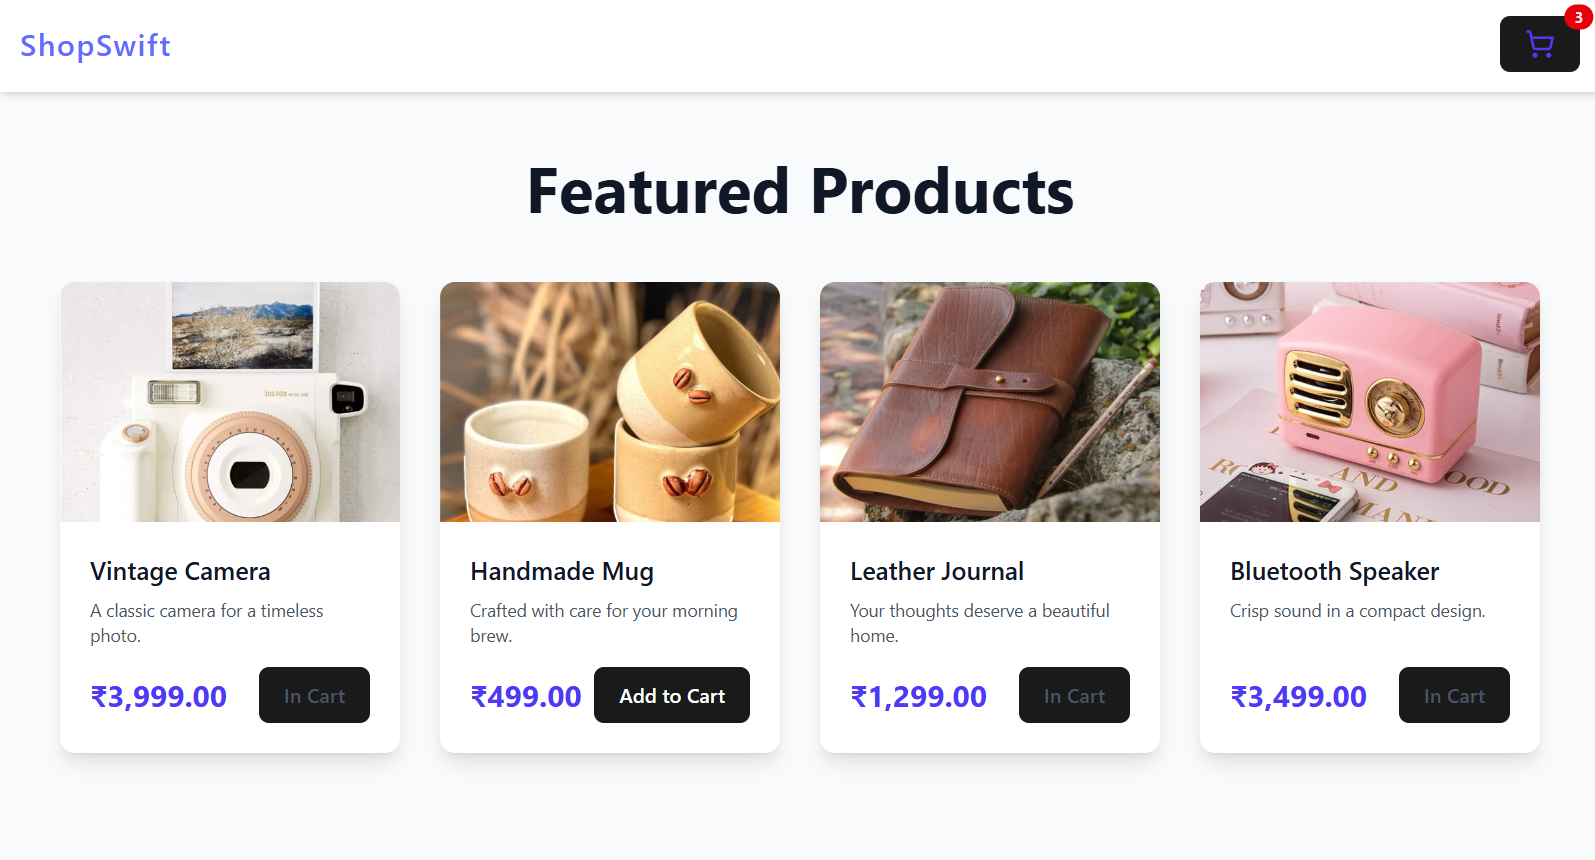 ShopSwift
3
Featured Products
instax
AND
Vintage Camera
A classic camera for a timeless
photo.
₹3,999.00
In Cart
Handmade Mug
Crafted with care for your morning
brew.
₹499.00
Add to Cart
Leather Journal
Your thoughts deserve a beautiful
home.
₹1,299.00
In Cart
Bluetooth Speaker
Crisp sound in a compact design.
₹3,499.00
In Cart